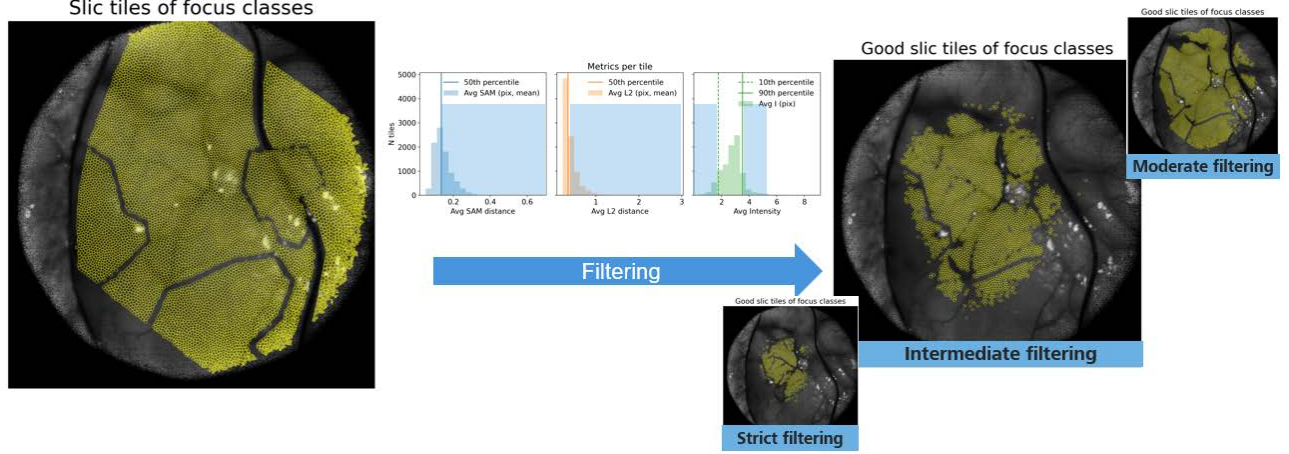 Slic tiles of focus classes
Metrics per tile
N tiles
5000
4000
3000
2000
1000
0
50th percentile
Avg SAM (pix, mean)
0.2 0.4 0.6
Avg SAM distance
50th percentile
Avg L2 (pix, mean)
1 2 3
Avg L2 distance
10th percentile
90th percentile
Avg I (pix)
2 4 6 8
Avg Intensity
Filtering
Good slic tiles of focus classes
Strict filtering
Good slic tiles of focus classes
Intermediate filtering
Good slic tiles of focus classes
Moderate filtering